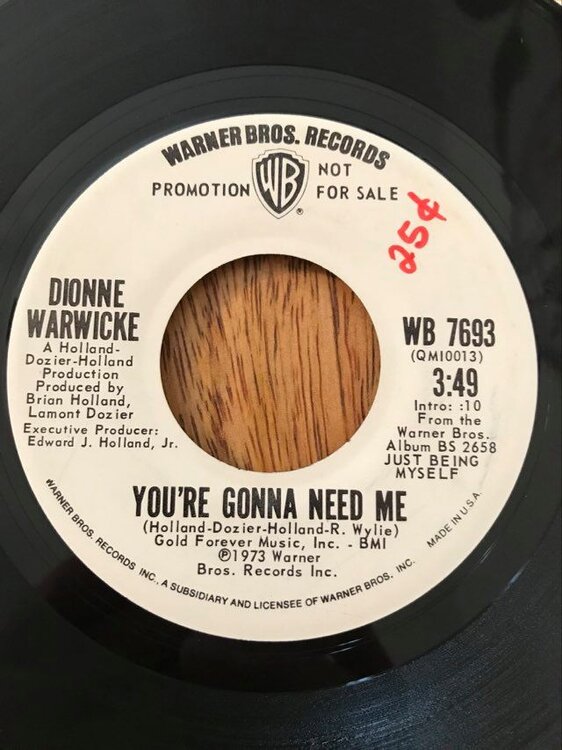 WARNER BROS. RECORDS
PROMOTION
WB
®
NOT
FOR SALE
25¢
DIONNE
WARWICKE
A Holland-
Dozier-Holland
Production
Produced by
Brian Holland,
Lamont Dozier
Executive Producer:
Edward J. Holland, Jr.
WB 7693
(QMI0013)
3:49
Intro: :10
From the
Warner Bros.
Album BS 2658
JUST BEING
MYSELF
YOU'RE GONNA NEED ME
(Holland-Dozier-Holland-R. Wylie)
Gold Forever Music, Inc. - BMI
℗1973 Warner
Bros. Records Inc.
WARNER BROS. RECORDS INC., A SUBSIDIARY AND LICENSEE OF WARNER BROS. INC. MADE IN U.S.A.